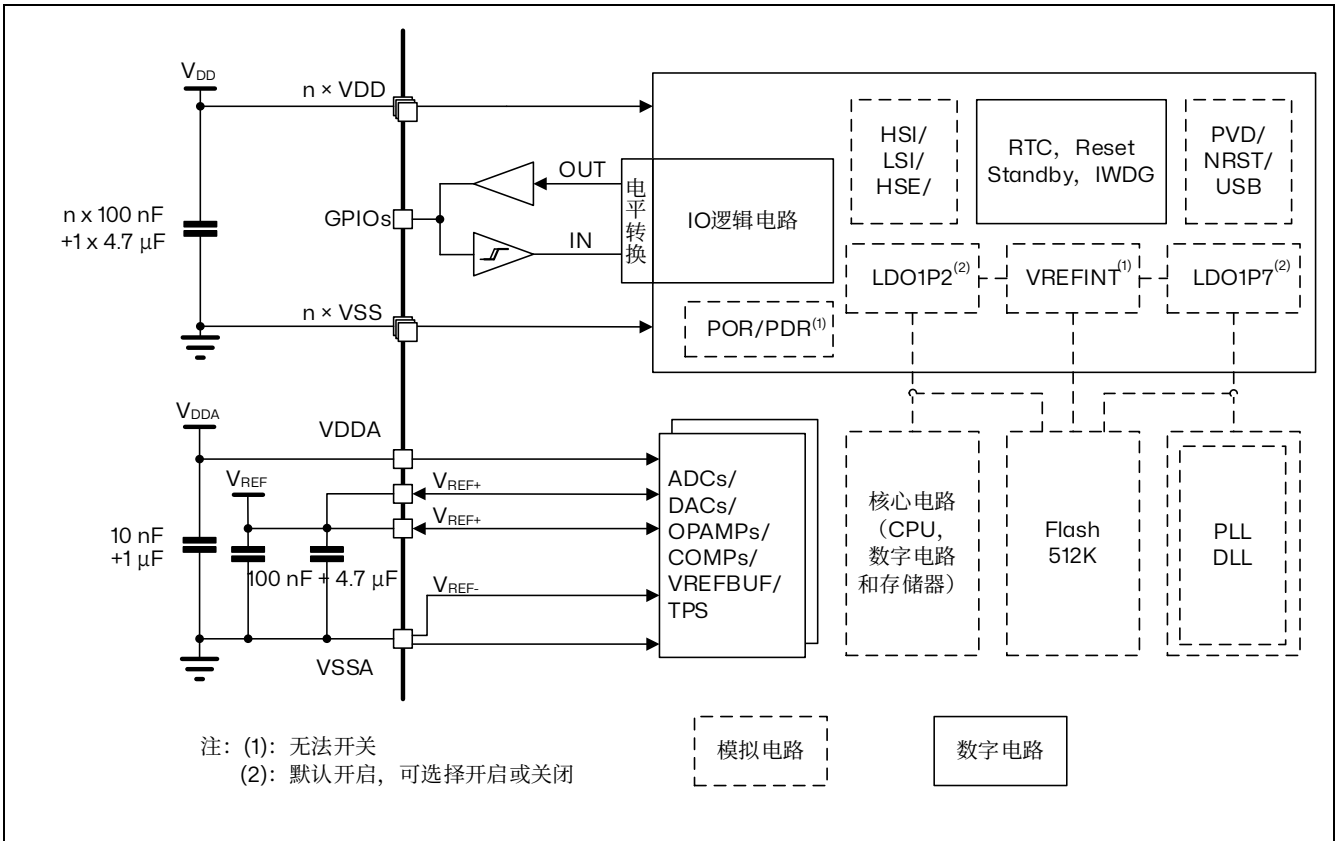 VDD
n × VDD
n x 100 nF
+1 x 4.7 μF
GPIOs
OUT
IN
电平转换
IO逻辑电路
HSI/
LSI/
HSE/
RTC，Reset
Standby，IWDG
PVD/
NRST/
USB
LDO1P2(2)
VREFINT(1)
LDO1P7(2)
n × VSS
POR/PDR(1)
VDDA
VDDA
VREF
VREF+
VREF+
10 nF
+1 μF
100 nF + 4.7 μF
VREF-
VSSA
ADCs/
DACs/
OPAMPs/
COMPs/
VREFBUF/
TPS
核心电路
（CPU，
数字电路
和存储器）
Flash
512K
PLL
DLL
注：(1)：无法开关
(2)：默认开启，可选择开启或关闭
模拟电路
数字电路